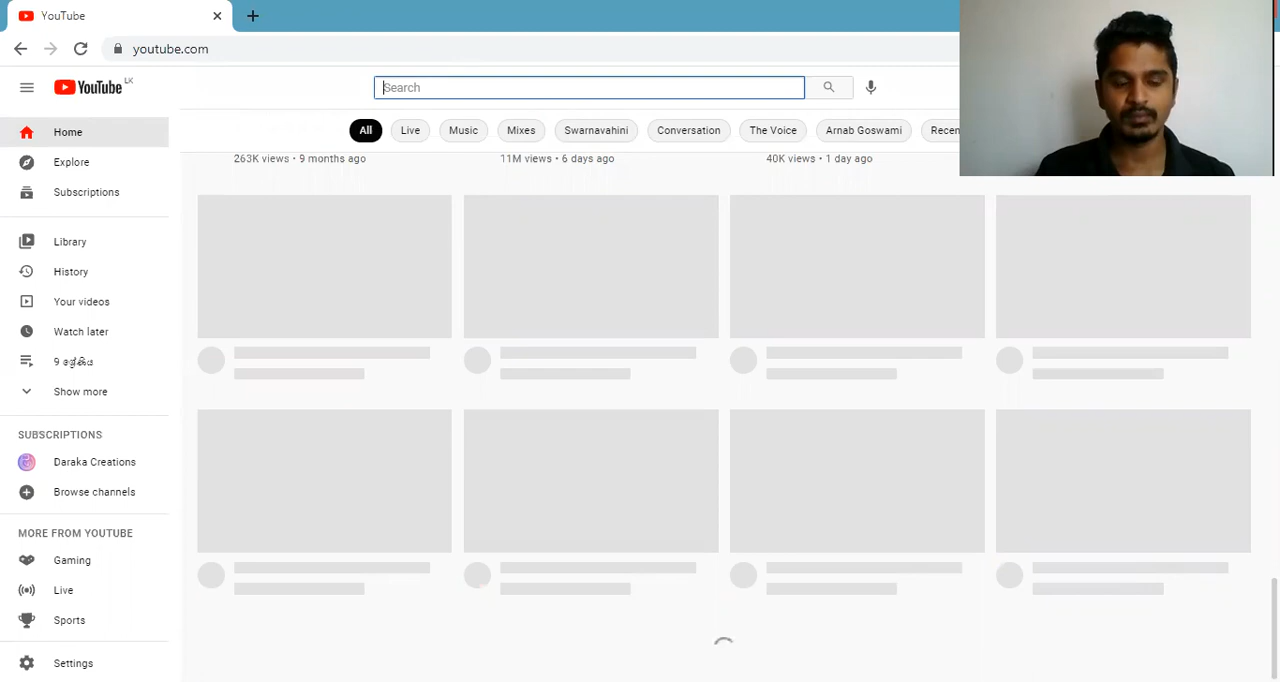 YouTube
youtube.com
YouTube LK
Search
Home
Explore
Subscriptions
Library
History
Your videos
Watch later
9 ශ්‍රේණිය
Show more
SUBSCRIPTIONS
Daraka Creations
Browse channels
MORE FROM YOUTUBE
Gaming
Live
Sports
Settings
All Live Music Mixes Swarnavahini Conversation The Voice Arnab Goswami Recen
263K views • 9 months ago
11M views • 6 days ago
40K views • 1 day ago